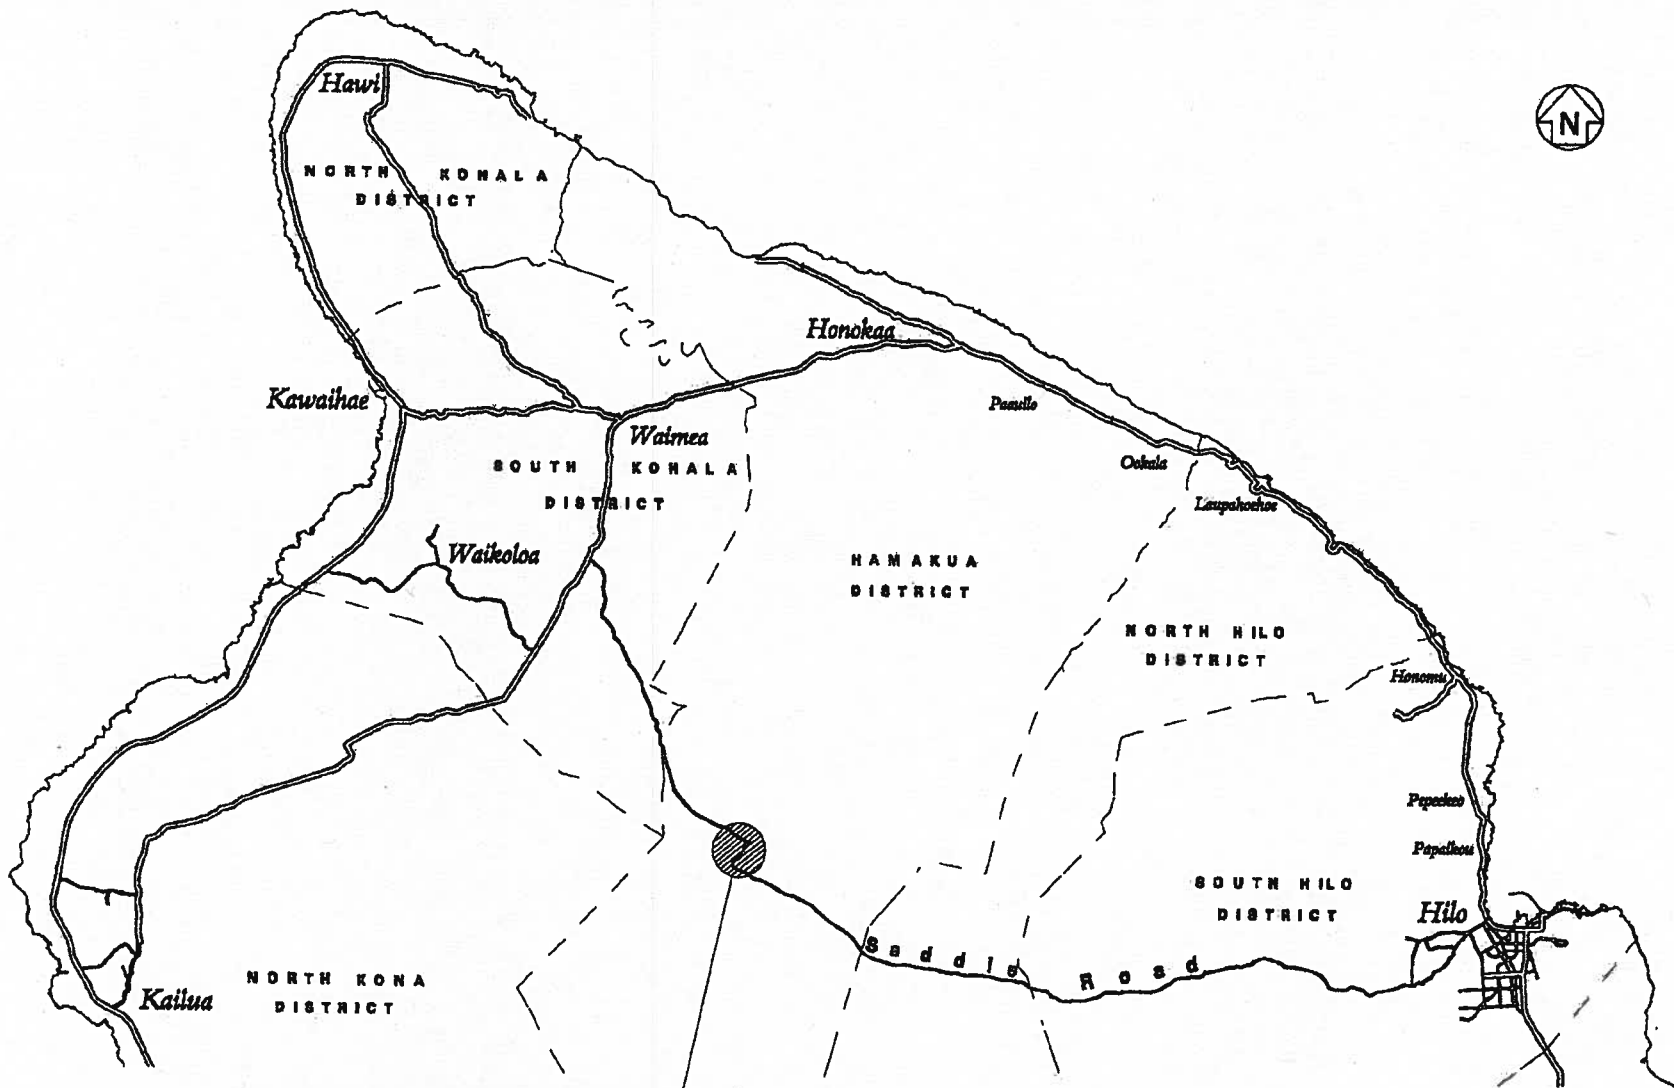 Hawi
N
NORTH KOHALA
DISTRICT
Honokaa
Kawaihae
Paauilo
Waimea
Ookala
SOUTH KOHALA
DISTRICT
Laupahoehoe
Waikoloa
HAMAKUA
DISTRICT
NORTH HILO
DISTRICT
Honomu
Pepeekeo
Papaikou
SOUTH HILO
DISTRICT
Hilo
Saddle Road
NORTH KONA
DISTRICT
Kailua